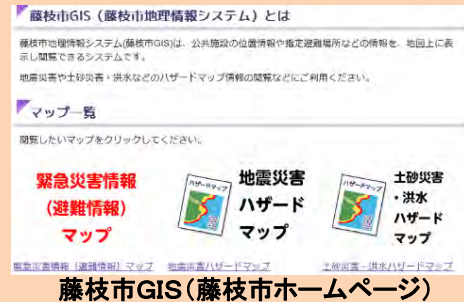 藤枝市GIS（藤枝市地理情報システム）とは
藤枝市地理情報システム(藤枝市GIS)は、公共施設の位置情報や指定避難場所などの情報を、地図上に表
示し閲覧できるシステムです。
地震災害や土砂災害・洪水などのハザードマップ情報の閲覧などにご利用ください。
マップ一覧
閲覧したいマップをクリックしてください。
緊急災害情報
（避難情報）
マップ
ハザードマップ
地震災害
ハザード
マップ
ハザードマップ
土砂災害
・洪水
ハザード
マップ
緊急災害情報（避難情報）マップ
地震災害ハザードマップ
土砂災害・洪水ハザードマップ
藤枝市GIS（藤枝市ホームページ）